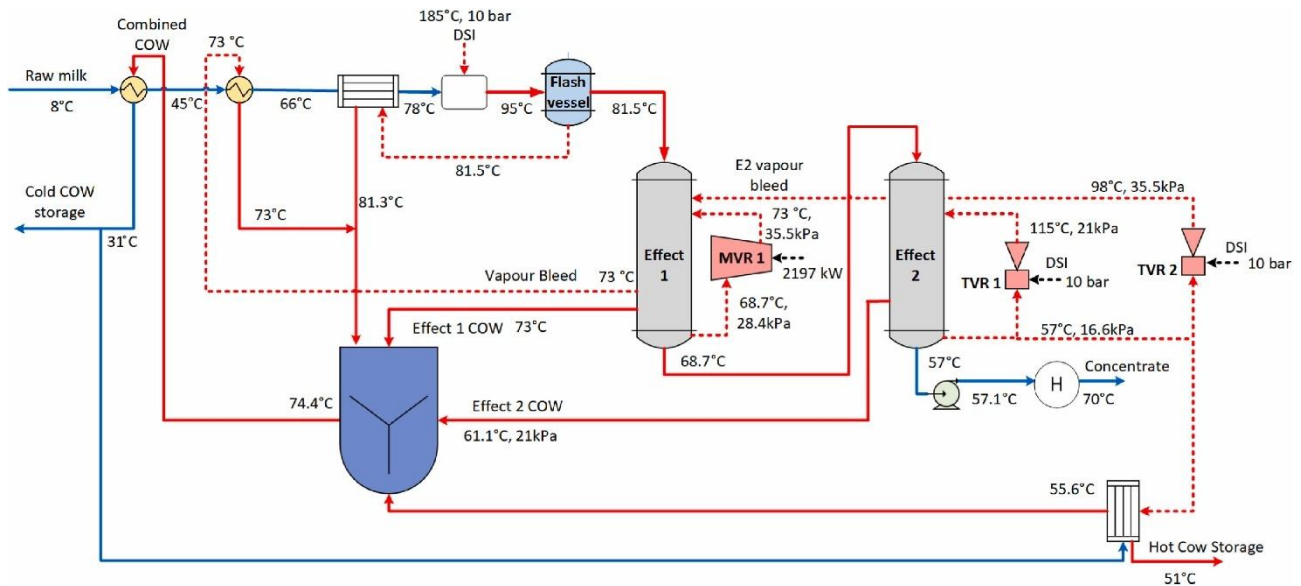 Combined
COW
73 °C
185°C, 10 bar
DSI
Raw milk
8°C
45°C
66°C
78°C
95°C
Flash
vessel
81.5°C
81.5°C
Cold COW
storage
31°C
73°C
81.3°C
E2 vapour
bleed
98°C, 35.5kPa
73 °C,
35.5kPa
115°C, 21kPa
Effect
1
MVR 1
2197 kW
Effect
2
TVR 1
DSI
10 bar
TVR 2
DSI
10 bar
Vapour Bleed
73 °C
68.7°C,
28.4kPa
57°C, 16.6kPa
Effect 1 COW
73°C
68.7°C
57°C
57.1°C
H
Concentrate
70°C
74.4°C
Effect 2 COW
61.1°C, 21kPa
55.6°C
Hot Cow Storage
51°C